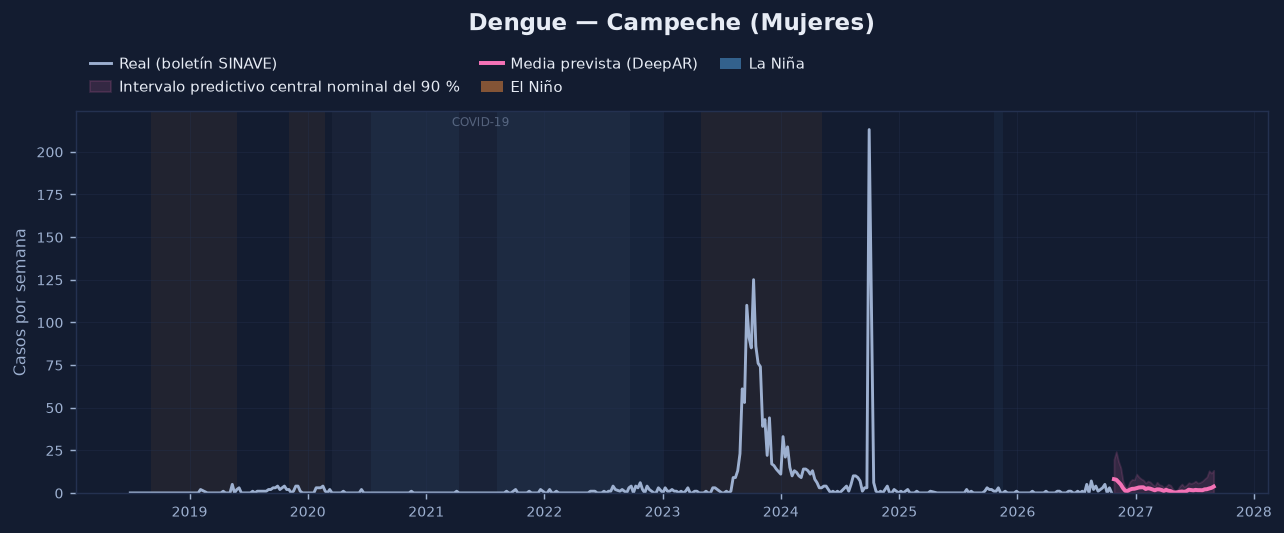 Dengue — Campeche (Mujeres)
Real (boletín SINAVE)
Intervalo predictivo central nominal del 90 %
Media prevista (DeepAR)
El Niño
La Niña
COVID-19
Casos por semana
200
175
150
125
100
75
50
25
0
2019 2020 2021 2022 2023 2024 2025 2026 2027 2028